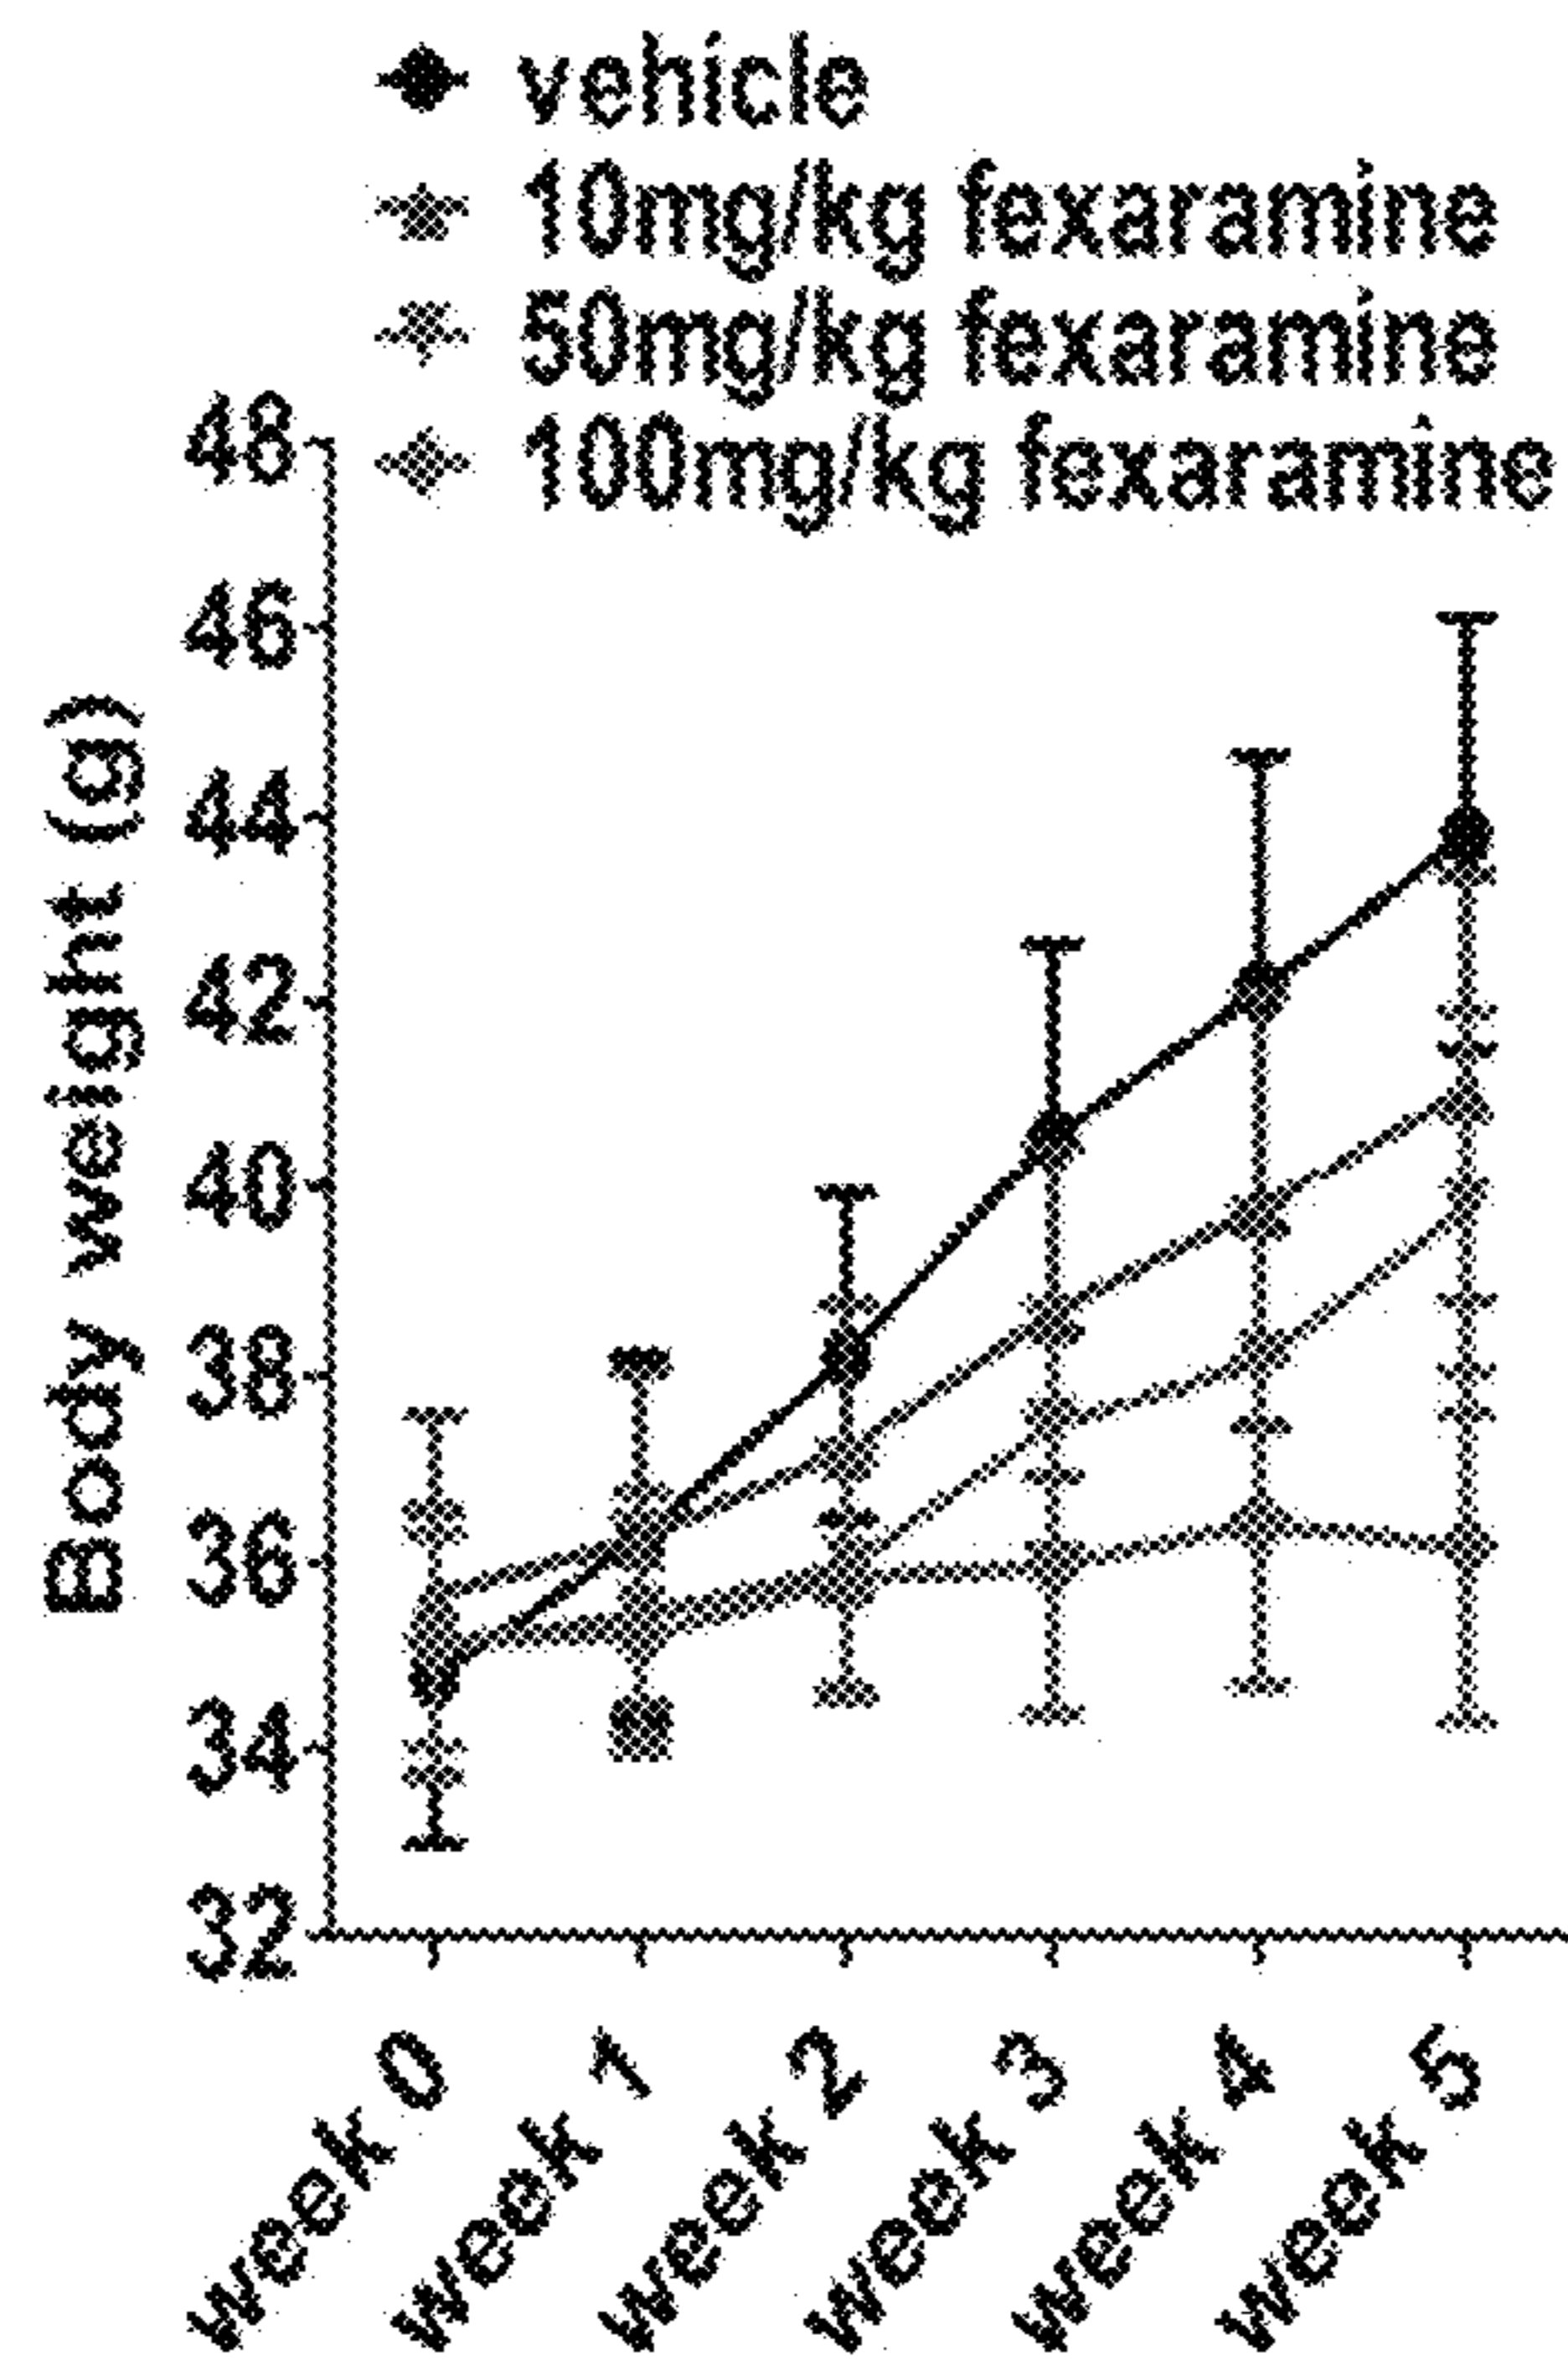 vehicle
10mg/kg fexaramine
50mg/kg fexaramine
100mg/kg fexaramine
48
46
44
42
40
38
36
34
32
Body weight (g)
week 0
week 1
week 2
week 3
week 4
week 5